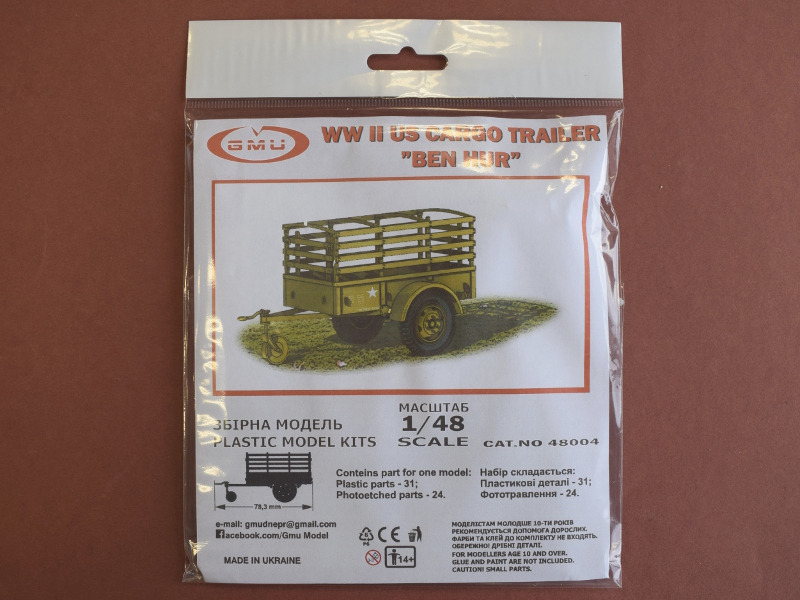 GMU
WW II US CARGO TRAILER
"BEN HUR"
ЗБІРНА МОДЕЛЬ
PLASTIC MODEL KITS
МАСШТАБ
1/48
SCALE
CAT.NO 48004
78,3 mm
Conteins part for one model:
Plastic parts - 31;
Photoetched parts - 24.
Набір складається:
Пластикові деталі - 31;
Фототравлення - 24.
e-mail: gmudnepr@gmail.com
facebook.com/Gmu Model
MADE IN UKRAINE
6
PS
CE
0-3
14+
МОДЕЛІСТАМ МОЛОДШЕ 10-ТИ РОКІВ
РЕКОМЕНДУЄТЬСЯ ДОПОМОГА ДОРОСЛИХ.
ФАРБИ ТА КЛЕЙ ДО КОМПЛЕКТУ НЕ ВХОДЯТЬ.
ОБЕРЕЖНО! ДРІБНІ ДЕТАЛІ.
FOR MODELLERS AGE 10 AND OVER.
GLUE AND PAINT ARE NOT INCLUDED.
CAUTION! SMALL PARTS.